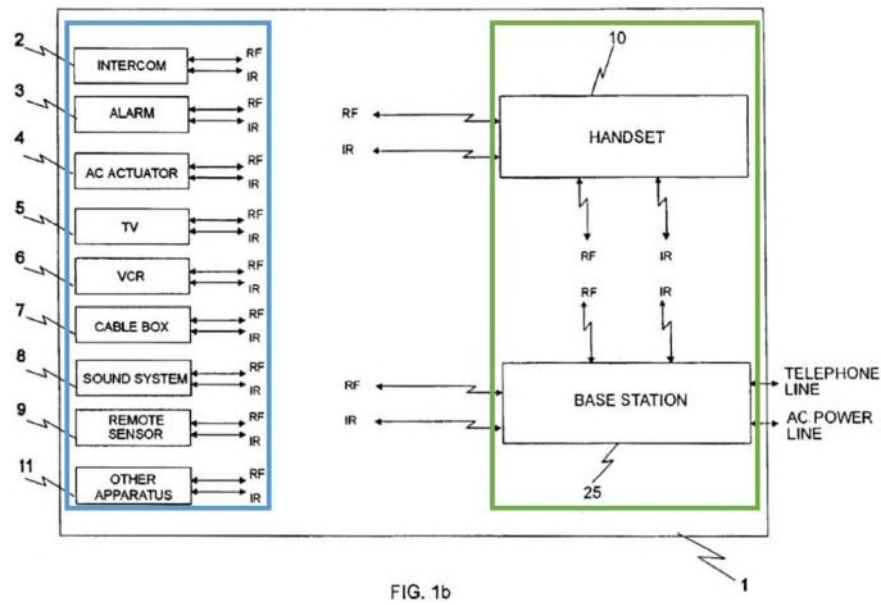 10
2
INTERCOM
RF
IR
3
ALARM
RF
IR
RF
HANDSET
4
AC ACTUATOR
RF
IR
IR
5
TV
RF
IR
RF
IR
6
VCR
RF
IR
RF
IR
7
CABLE BOX
RF
IR
8
SOUND SYSTEM
RF
IR
RF
BASE STATION
TELEPHONE
LINE
9
REMOTE
SENSOR
RF
IR
IR
AC POWER
LINE
11
OTHER
APPARATUS
RF
IR
25
1
FIG. 1b